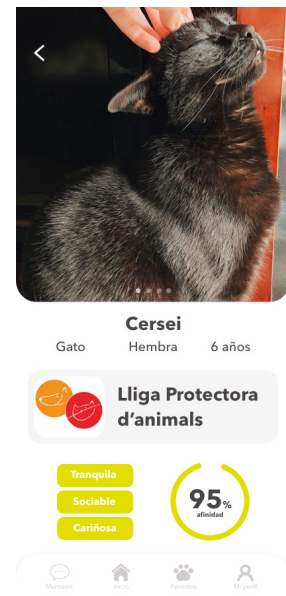 Cersei
Gato Hembra 6 años
Lliga Protectora
d'animals
Tranquila
Sociable
Cariñosa
95%
afinidad
Mensajes Inicio Favoritos Mi perfil